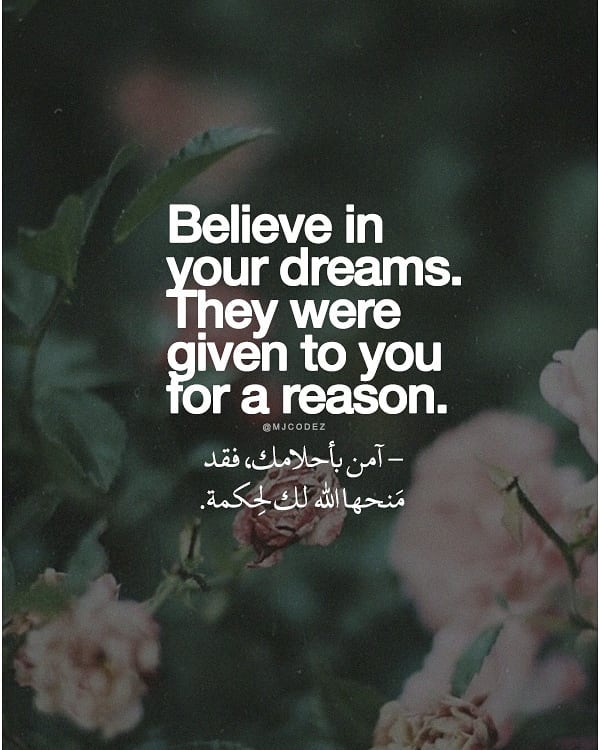 Believe in
your dreams.
They were
given to you
for a reason.
@MJCODEZ
– آمن بأحلامك، فقد
مَنحها الله لك لِحكمة.